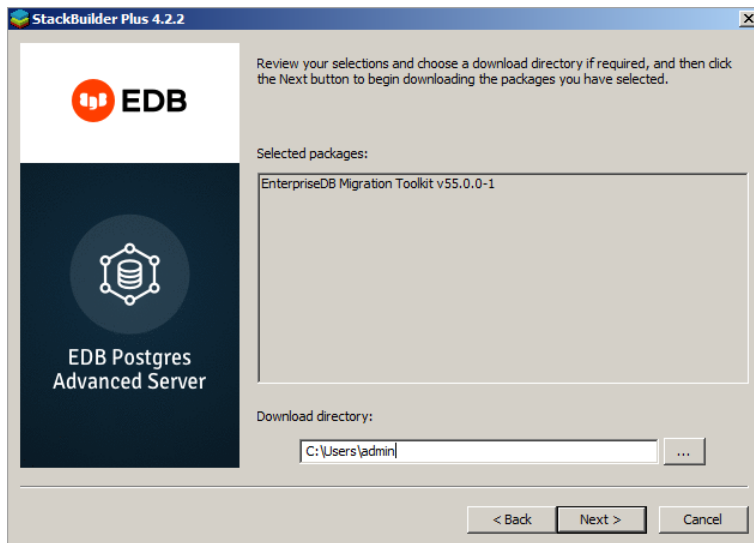 StackBuilder Plus 4.2.2
EDB
Review your selections and choose a download directory if required, and then click
the Next button to begin downloading the packages you have selected.
Selected packages:
EnterpriseDB Migration Toolkit v55.0.0-1
EDB Postgres
Advanced Server
Download directory:
C:\Users\admin
...
< Back
Next >
Cancel